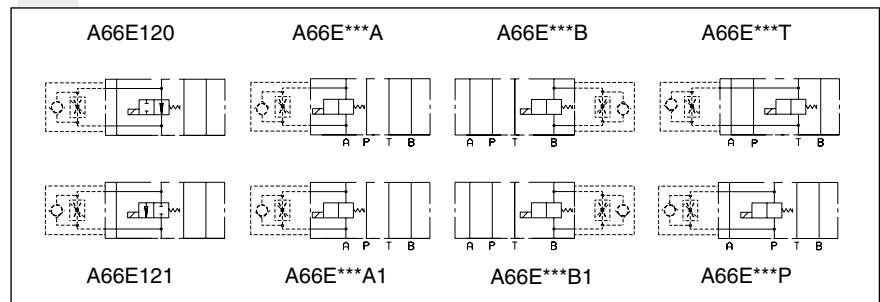 A66E120 A66E***A A66E***B A66E***T
A P T B A P T B A P T B
A P T B A P T B A P T B
A66E121 A66E***A1 A66E***B1 A66E***P